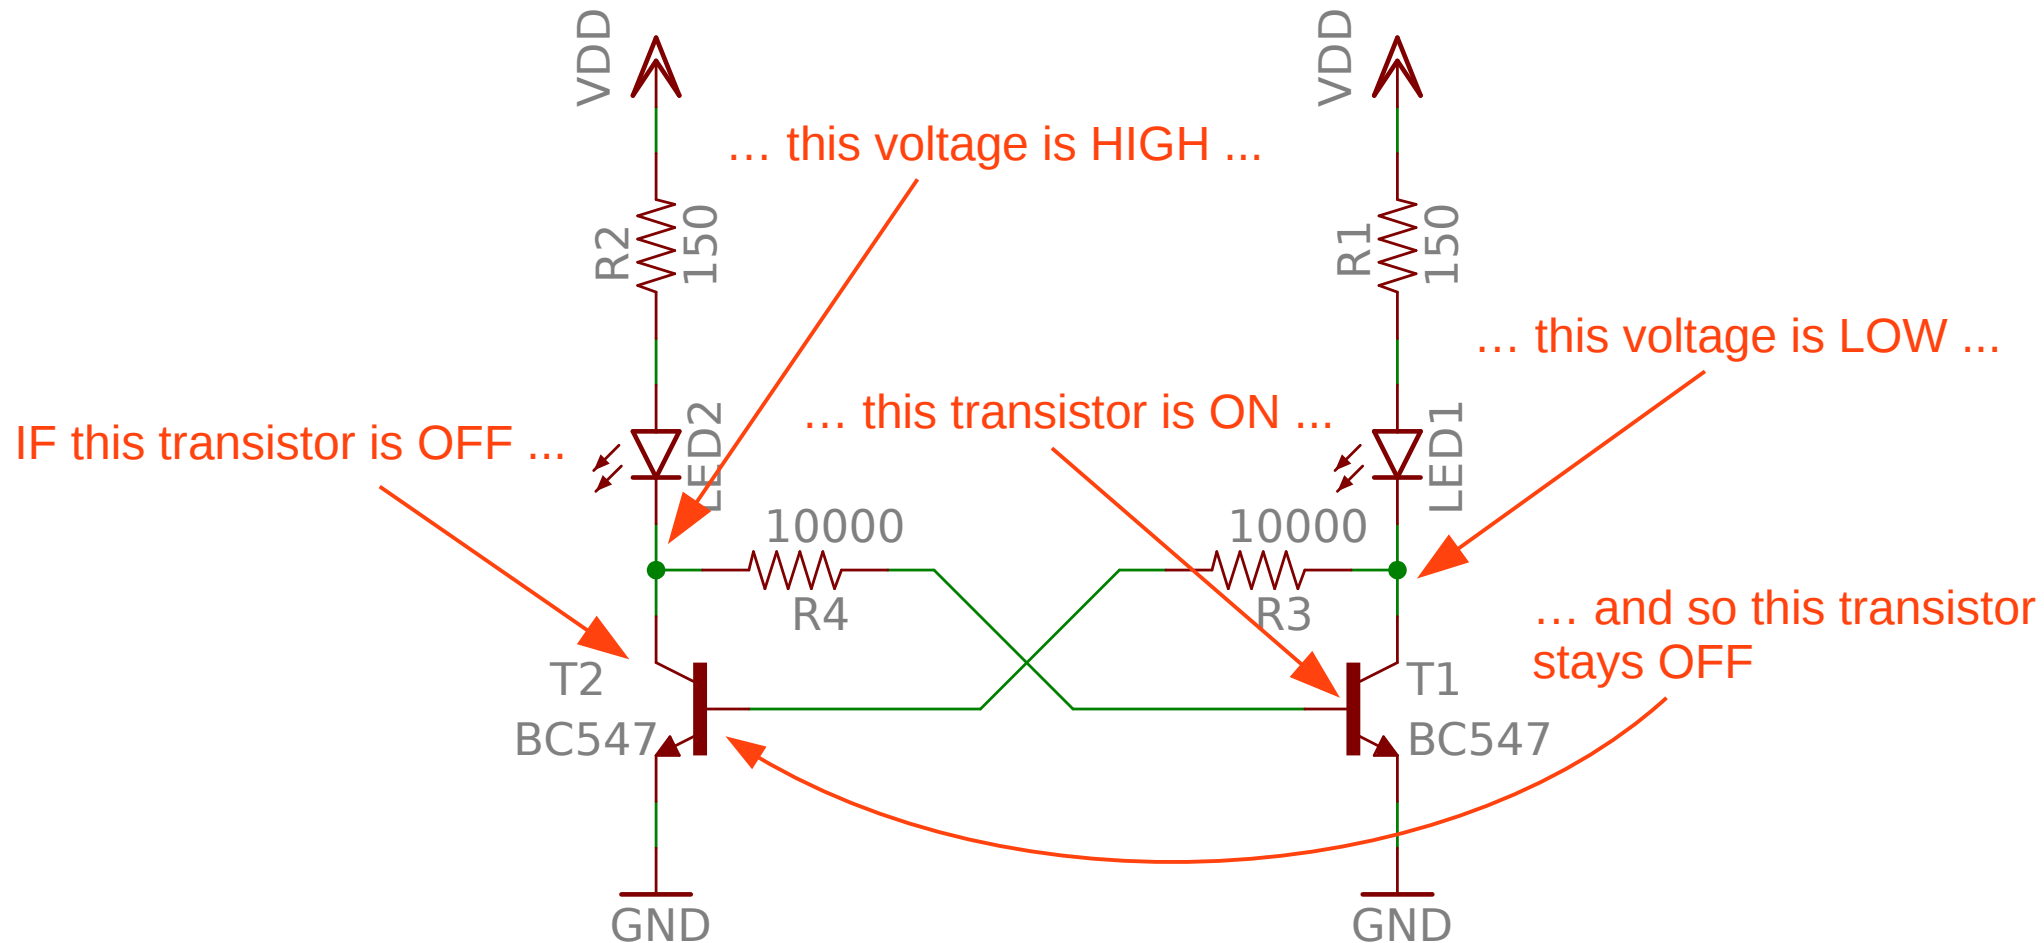 VDD
VDD
… this voltage is HIGH ...
R2
150
R1
150
… this voltage is LOW ...
… this transistor is ON ...
IF this transistor is OFF ...
LED2
LED1
10000
10000
R4
R3
… and so this transistor
stays OFF
T2
T1
BC547
BC547
GND
GND